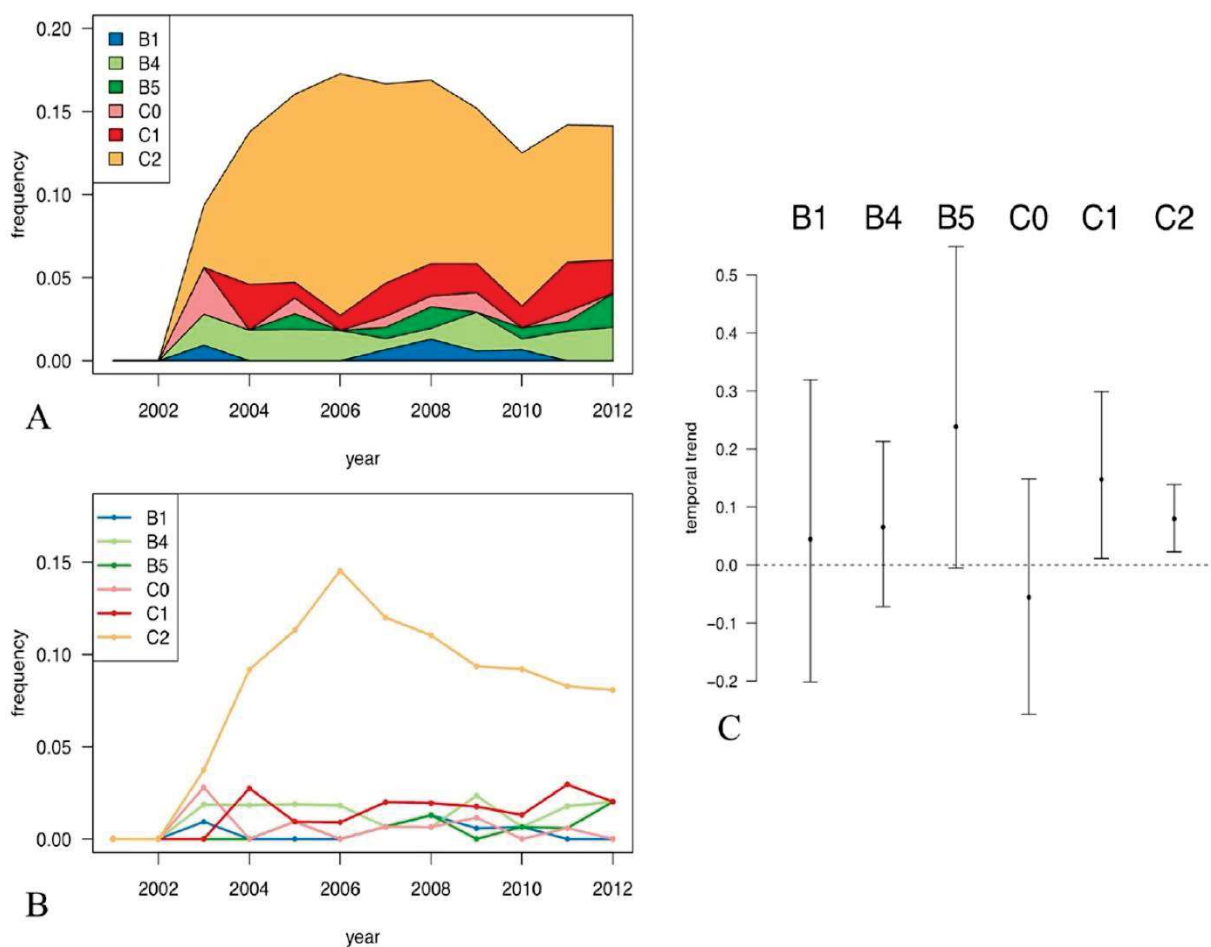 0.20
0.15
0.10
0.05
0.00
frequency
B1
B4
B5
C0
C1
C2
2002 2004 2006 2008 2010 2012
year
A
0.15
0.10
0.05
0.00
frequency
B1
B4
B5
C0
C1
C2
2002 2004 2006 2008 2010 2012
year
B
B1 B4 B5 C0 C1 C2
0.5
0.4
0.3
0.2
0.1
0.0
−0.1
−0.2
temporal trend
C